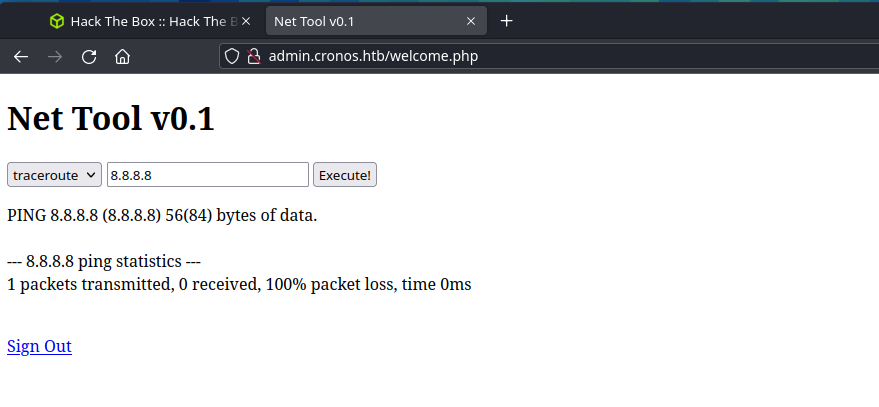 Hack The Box :: Hack The B
Net Tool v0.1
admin.cronos.htb/welcome.php
Net Tool v0.1
traceroute 8.8.8.8 Execute!
PING 8.8.8.8 (8.8.8.8) 56(84) bytes of data.
--- 8.8.8.8 ping statistics ---
1 packets transmitted, 0 received, 100% packet loss, time 0ms
Sign Out